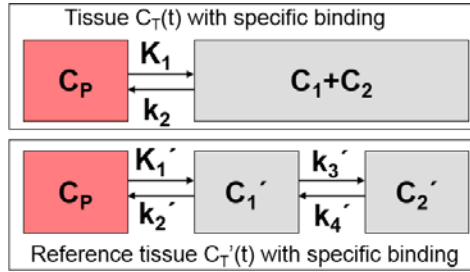 Tissue C_T(t) with specific binding
C_P K_1 k_2 C_1+C_2
C_P K_1´ k_2´ C_1´ k_3´ k_4´ C_2´
Reference tissue C_T'(t) with specific binding